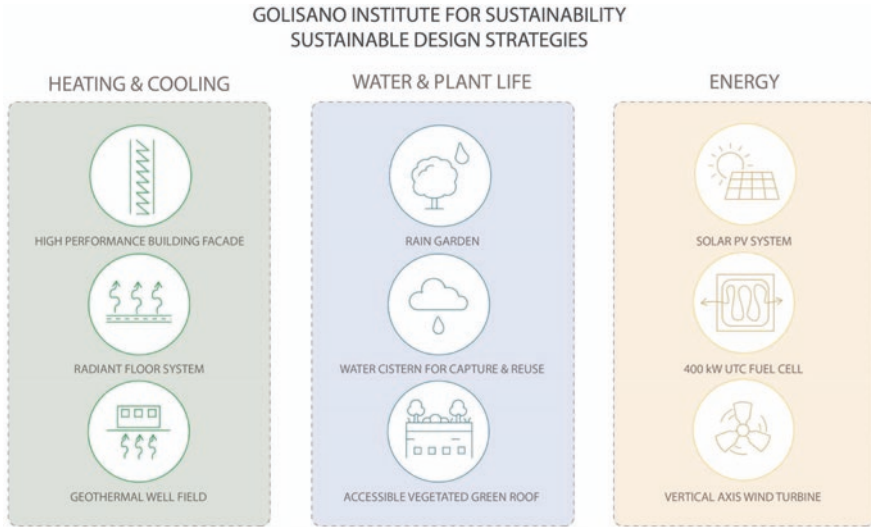 GOLISANO INSTITUTE FOR SUSTAINABILITY
SUSTAINABLE DESIGN STRATEGIES
HEATING & COOLING
HIGH PERFORMANCE BUILDING FACADE
RADIANT FLOOR SYSTEM
GEOTHERMAL WELL FIELD
WATER & PLANT LIFE
RAIN GARDEN
WATER CISTERN FOR CAPTURE & REUSE
ACCESSIBLE VEGETATED GREEN ROOF
ENERGY
SOLAR PV SYSTEM
400 kW UTC FUEL CELL
VERTICAL AXIS WIND TURBINE